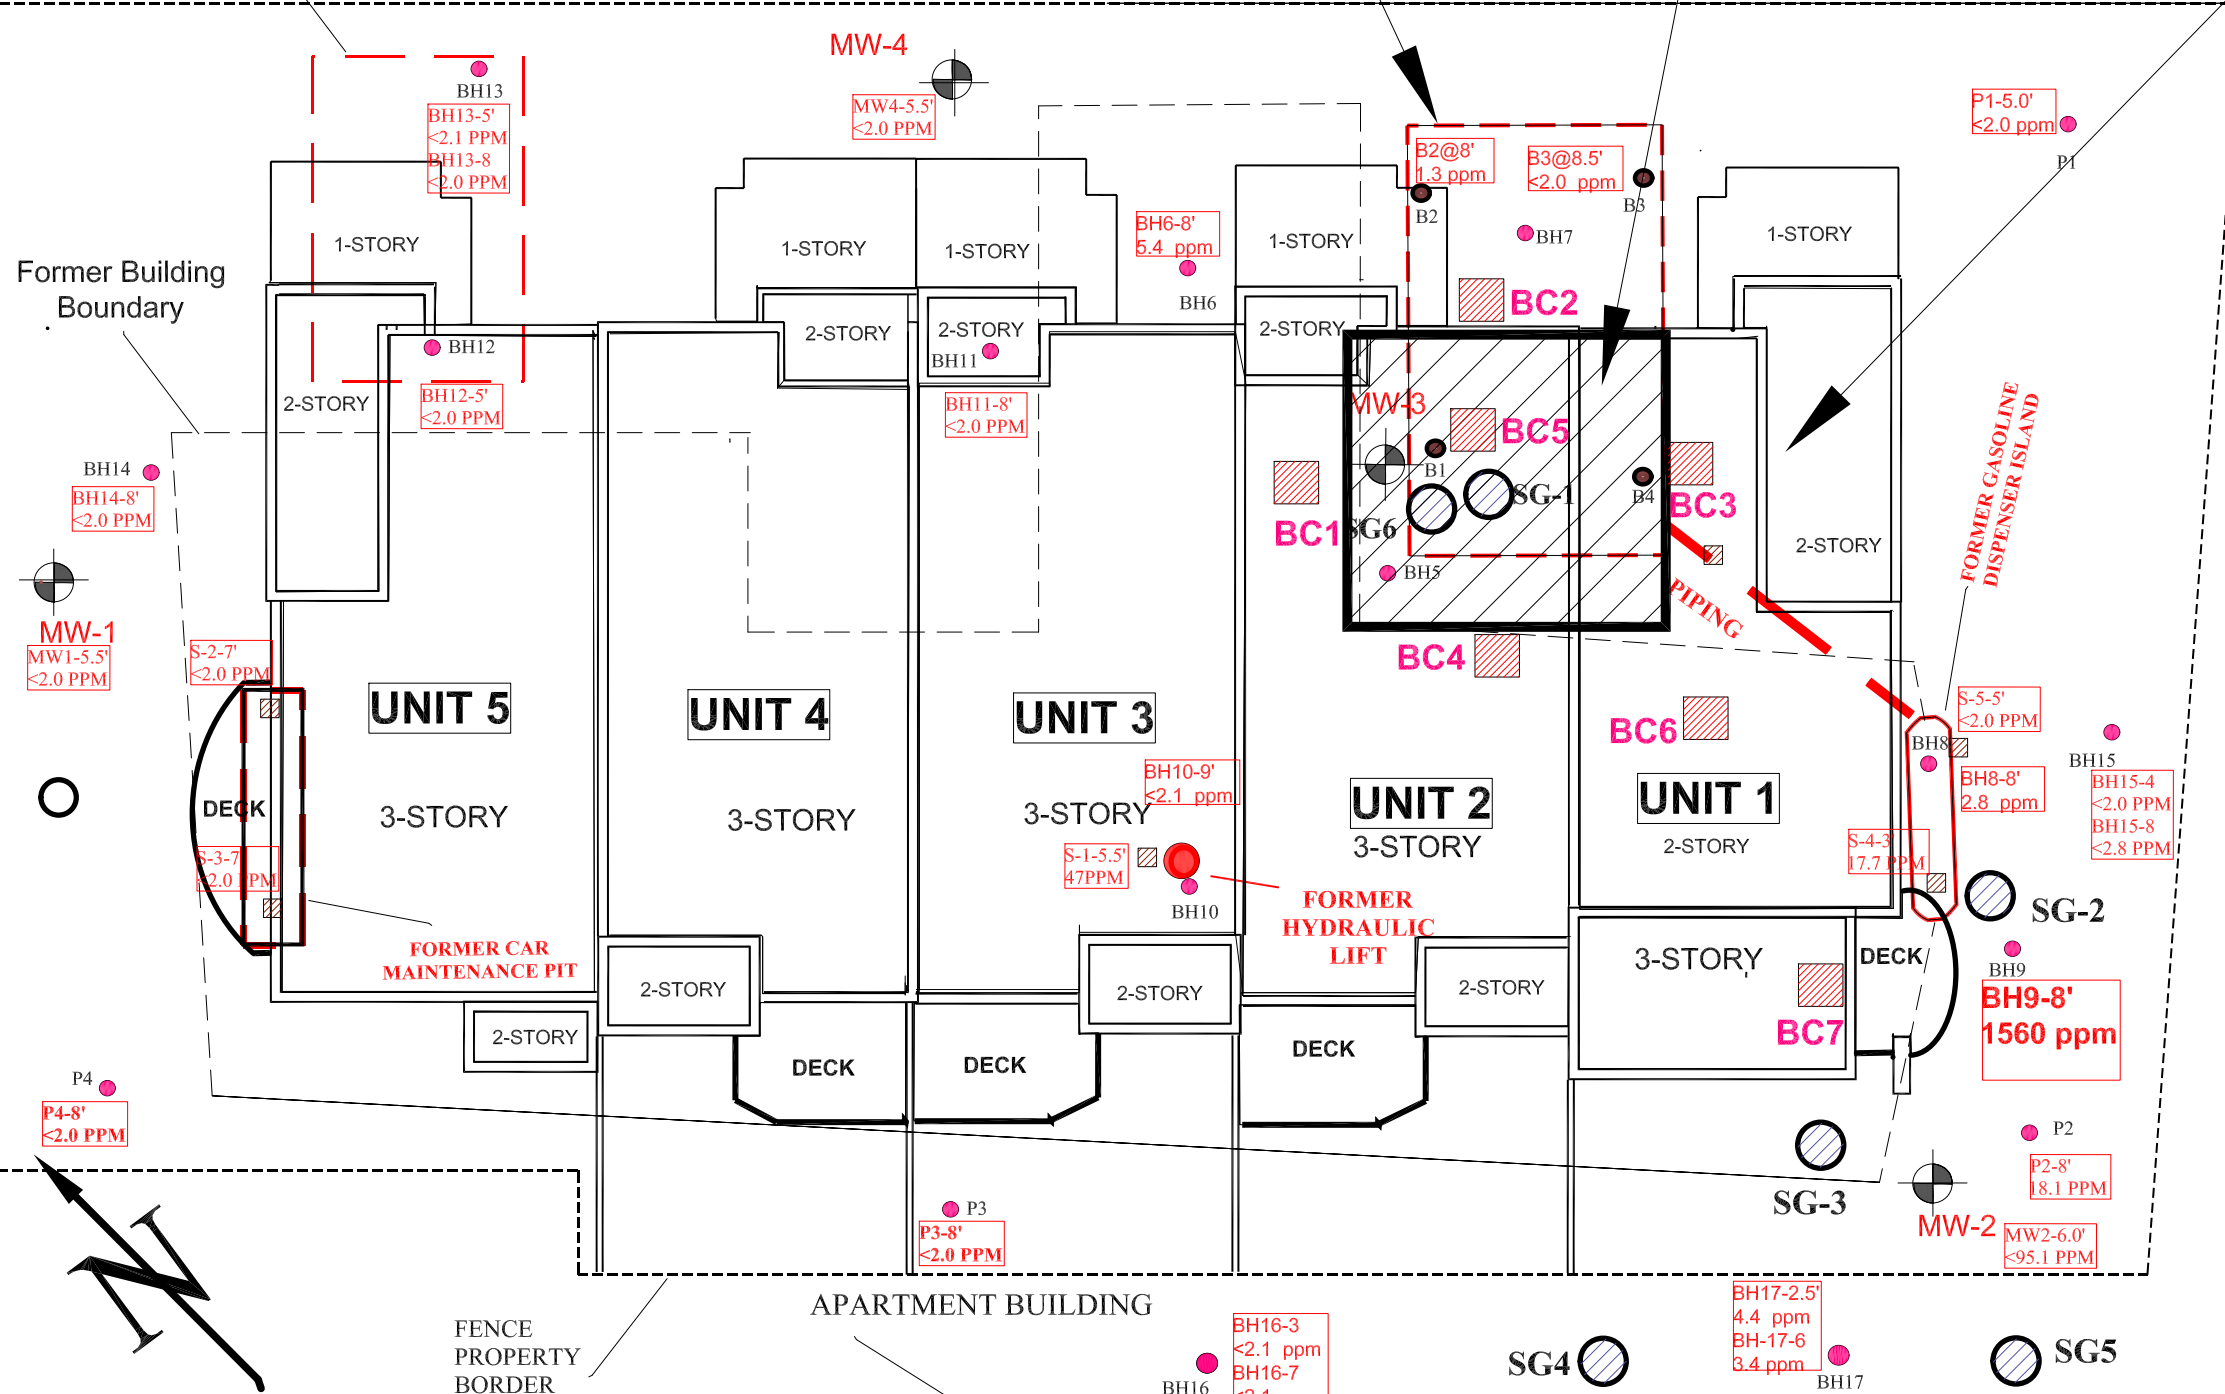 MW-4
BH13
BH13-5'
<2.1 PPM
BH13-8
<2.0 PPM
MW4-5.5'
<2.0 PPM
P1-5.0'
<2.0 ppm
P1
B2@8'
1.3 ppm
B3@8.5'
<2.0 ppm
B2
B3
BH7
BH6-8'
5.4 ppm
BH6
1-STORY
1-STORY
1-STORY
1-STORY
1-STORY
Former Building
Boundary
BC2
2-STORY
2-STORY
2-STORY
BH12
BH11
2-STORY
BH12-5'
<2.0 PPM
BH11-8'
<2.0 PPM
MW-3
BC5
B1
B4
BC3
SG-1
SG6
BC1
BH5
2-STORY
FORMER GASOLINE
DISPENSER ISLAND
PIPING
BH14
BH14-8'
<2.0 PPM
MW-1
MW1-5.5'
<2.0 PPM
S-2-7'
<2.0 PPM
BC4
BC6
UNIT 5
UNIT 4
UNIT 3
UNIT 2
UNIT 1
S-5-5'
<2.0 PPM
BH8
BH8-8'
2.8 ppm
BH15
BH15-4
<2.0 PPM
BH15-8
<2.8 PPM
BH10-9'
<2.1 ppm
DECK
3-STORY
3-STORY
3-STORY
3-STORY
2-STORY
S-4-3'
17.7 PPM
S-3-7'
<2.0 PPM
S-1-5.5'
47PPM
BH10
FORMER
HYDRAULIC
LIFT
SG-2
BH9
BH9-8'
1560 ppm
FORMER CAR
MAINTENANCE PIT
3-STORY
DECK
BC7
2-STORY
2-STORY
2-STORY
2-STORY
DECK
DECK
DECK
P4
P4-8'
<2.0 PPM
P2
P2-8'
18.1 PPM
SG-3
MW-2
MW2-6.0'
<95.1 PPM
P3
P3-8'
<2.0 PPM
N
APARTMENT BUILDING
FENCE
PROPERTY
BORDER
BH16-3
<2.1 ppm
BH16-7
BH16
SG4
BH17-2.5'
4.4 ppm
BH-17-6
3.4 ppm
BH17
SG5